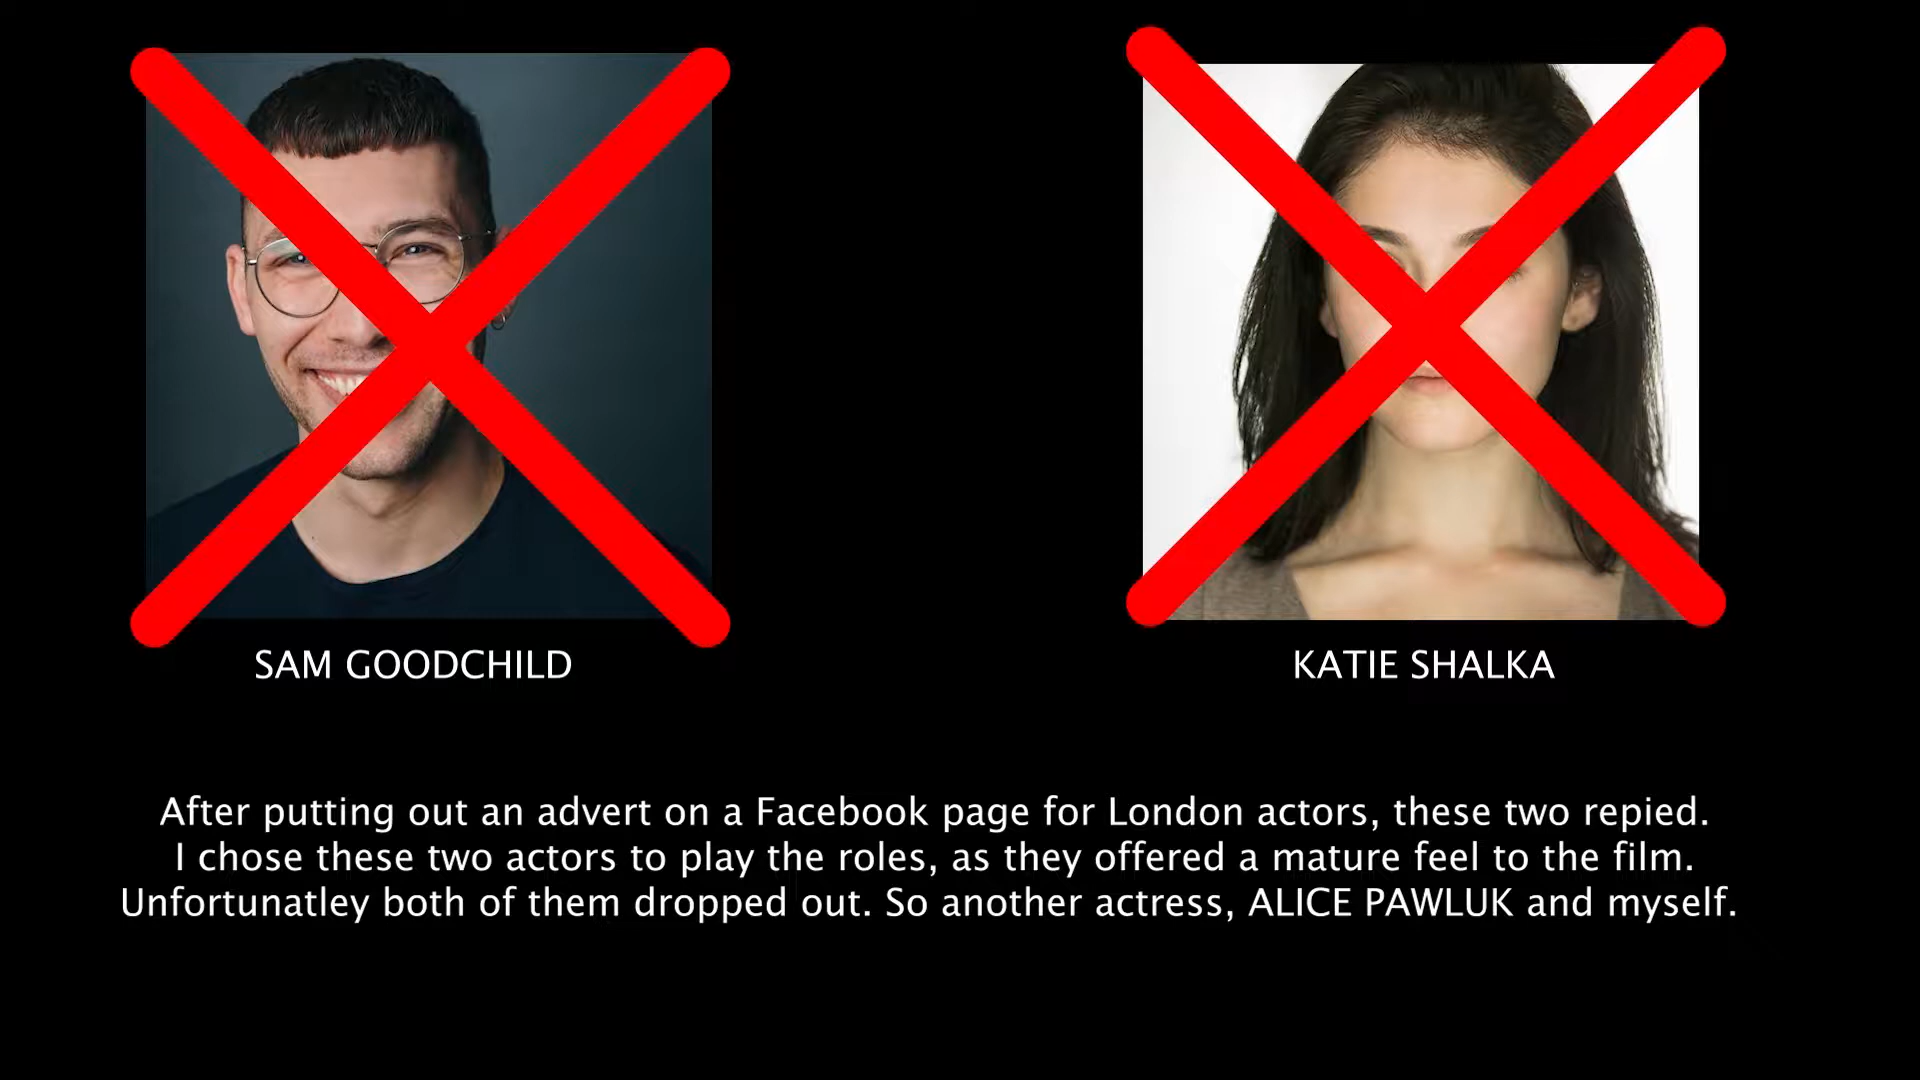 SAM GOODCHILD
KATIE SHALKA
After putting out an advert on a Facebook page for London actors, these two repied.
I chose these two actors to play the roles, as they offered a mature feel to the film.
Unfortunatley both of them dropped out. So another actress, ALICE PAWLUK and myself.